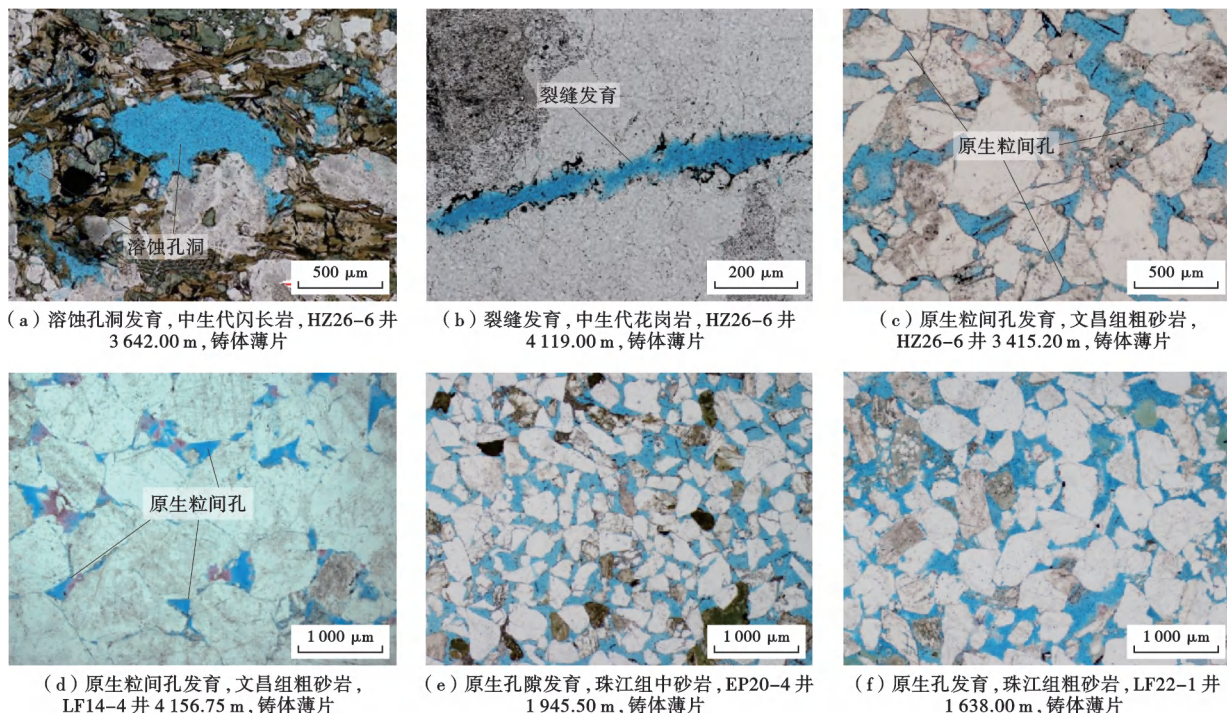 溶蚀孔洞
500 μm
裂缝发育
200 μm
原生粒间孔
500 μm
（a）溶蚀孔洞发育，中生代闪长岩，HZ26-6 井
3 642.00 m，铸体薄片
（b）裂缝发育，中生代花岗岩，HZ26-6 井
4 119.00 m，铸体薄片
（c）原生粒间孔发育，文昌组粗砂岩，
HZ26-6 井 3 415.20 m，铸体薄片
原生粒间孔
1 000 μm
1 000 μm
1 000 μm
（d）原生粒间孔发育，文昌组粗砂岩，
LF14-4 井 4 156.75 m，铸体薄片
（e）原生孔隙发育，珠江组中砂岩，EP20-4 井
1 945.50 m，铸体薄片
（f）原生孔发育，珠江组粗砂岩，LF22-1 井
1 638.00 m，铸体薄片